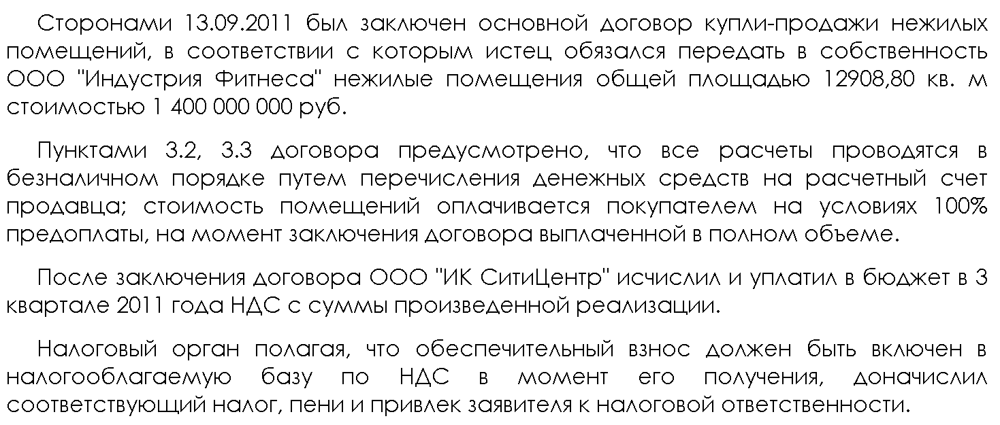 Сторонами 13.09.2011 был заключен основной договор купли-продажи нежилых
помещений, в соответствии с которым истец обязался передать в собственность
ООО "Индустрия Фитнеса" нежилые помещения общей площадью 12908,80 кв. м
стоимостью 1 400 000 000 руб.
Пунктами 3.2, 3.3 договора предусмотрено, что все расчеты проводятся в
безналичном порядке путем перечисления денежных средств на расчетный счет
продавца; стоимость помещений оплачивается покупателем на условиях 100%
предоплаты, на момент заключения договора выплаченной в полном объеме.
После заключения договора ООО "ИК СитиЦентр" исчислил и уплатил в бюджет в 3
квартале 2011 года НДС с суммы произведенной реализации.
Налоговый орган полагая, что обеспечительный взнос должен быть включен в
налогооблагаемую базу по НДС в момент его получения, доначислил
соответствующий налог, пени и привлек заявителя к налоговой ответственности.